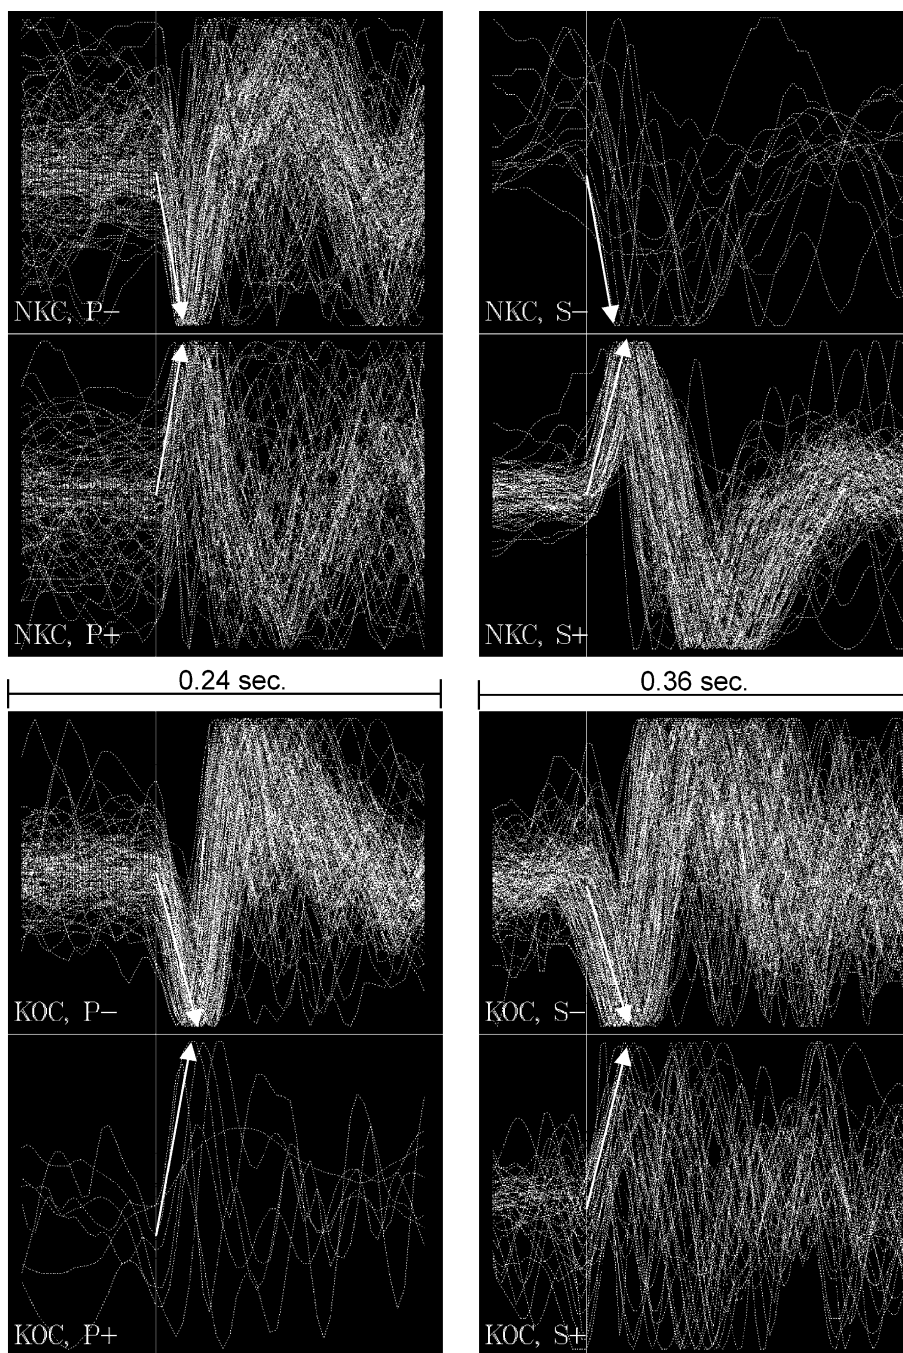 NKC, P−
NKC, S−
NKC, P+
NKC, S+
0.24 sec.
0.36 sec.
KOC, P−
KOC, S−
KOC, P+
KOC, S+